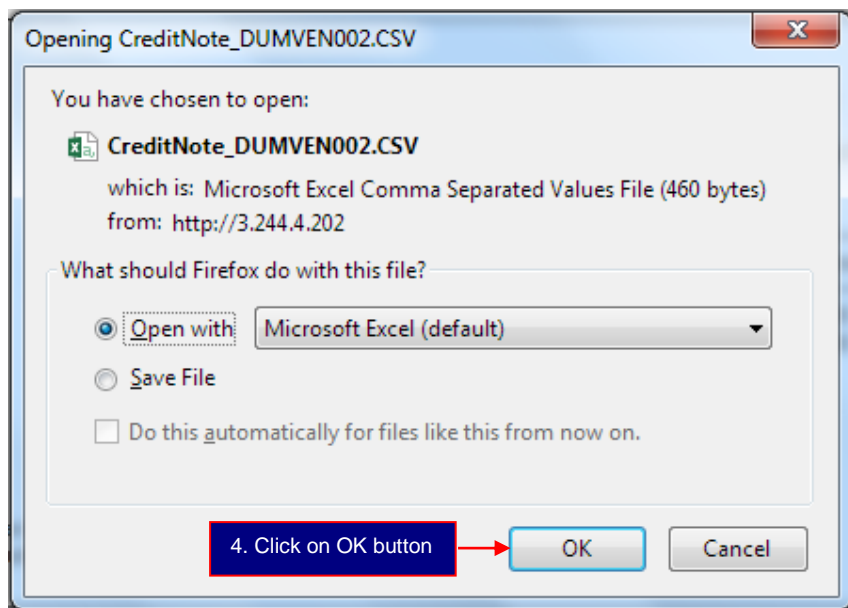 Opening CreditNote_DUMVEN002.CSV
X
You have chosen to open:
CreditNote_DUMVEN002.CSV
which is: Microsoft Excel Comma Separated Values File (460 bytes)
from: http://3.244.4.202
What should Firefox do with this file?
Open with Microsoft Excel (default)
Save File
Do this automatically for files like this from now on.
4. Click on OK button OK Cancel